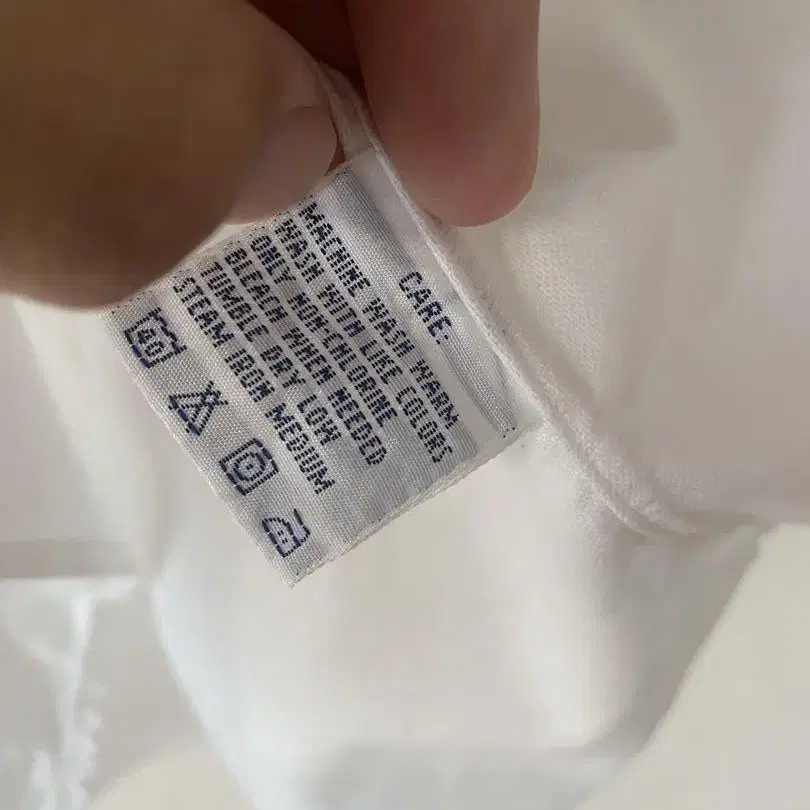 CARE:
MACHINE WASH WARM
WASH WITH LIKE COLORS
ONLY NON-CHLORINE
BLEACH WHEN NEEDED
TUMBLE DRY LOW
STEAM IRON MEDIUM
40